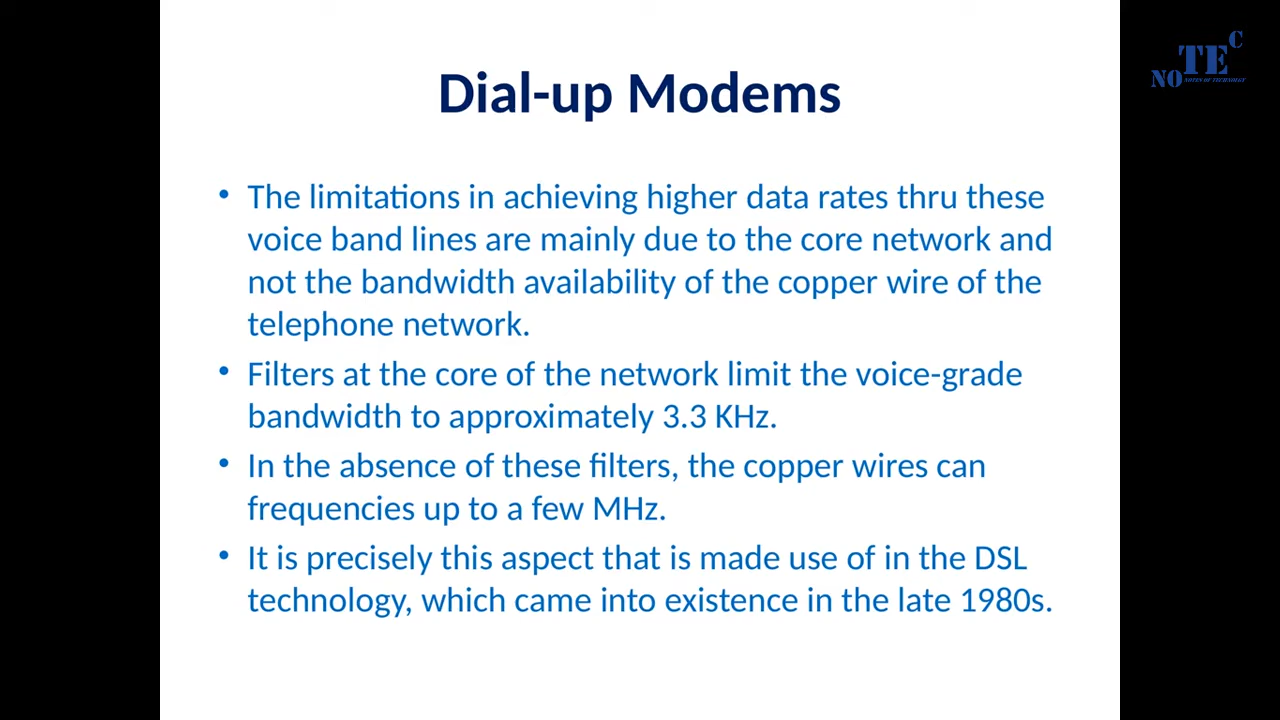 Dial-up Modems
NOTEC
NOTES OF TECHNOLOGY
• The limitations in achieving higher data rates thru these
voice band lines are mainly due to the core network and
not the bandwidth availability of the copper wire of the
telephone network.
• Filters at the core of the network limit the voice-grade
bandwidth to approximately 3.3 KHz.
• In the absence of these filters, the copper wires can
frequencies up to a few MHz.
• It is precisely this aspect that is made use of in the DSL
technology, which came into existence in the late 1980s.